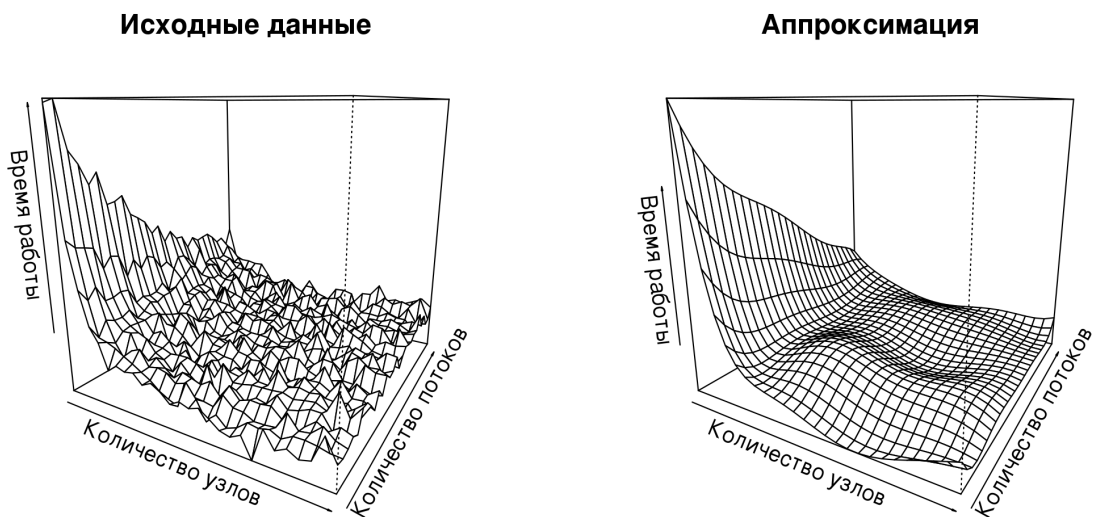 Исходные данные
Аппроксимация
Время работы
Количество узлов
Количество потоков
Время работы
Количество узлов
Количество потоков